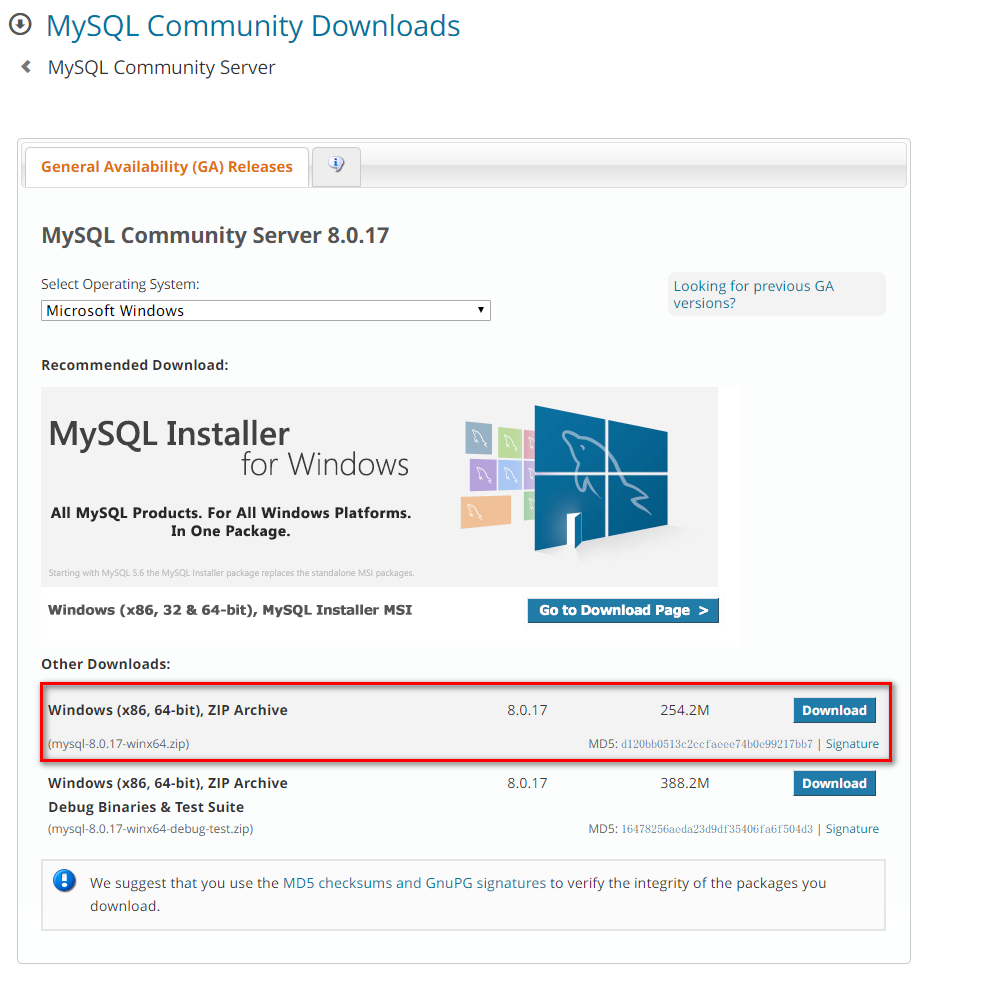 MySQL Community Downloads
MySQL Community Server
General Availability (GA) Releases
MySQL Community Server 8.0.17
Select Operating System:
Microsoft Windows
Looking for previous GA
versions?
Recommended Download:
MySQL Installer
for Windows
All MySQL Products. For All Windows Platforms.
In One Package.
Starting with MySQL 5.6 the MySQL Installer package replaces the standalone MSI packages.
Windows (x86, 32 & 64-bit), MySQL Installer MSI
Go to Download Page >
Other Downloads:
Windows (x86, 64-bit), ZIP Archive 8.0.17 254.2M Download
(mysql-8.0.17-winx64.zip) MD5: d120bb0513c2ccfaeee74b0e99217bb7 | Signature
Windows (x86, 64-bit), ZIP Archive 8.0.17 388.2M Download
Debug Binaries & Test Suite
(mysql-8.0.17-winx64-debug-test.zip) MD5: 16478256aeda23d9df35406fa6f504d3 | Signature
We suggest that you use the MD5 checksums and GnuPG signatures to verify the integrity of the packages you
download.